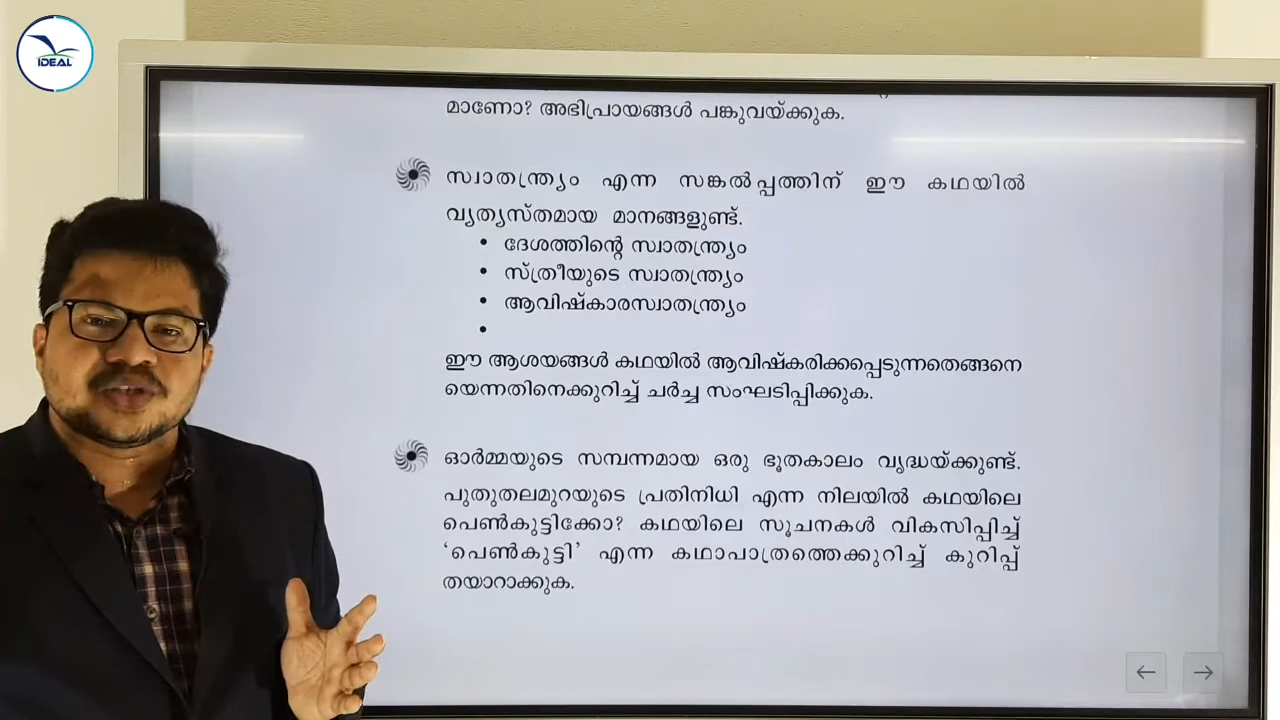 IDEAL
മാണോ? അഭിപ്രായങ്ങൾ പങ്കുവയ്ക്കുക.
സ്വാതന്ത്ര്യം എന്ന സങ്കൽപ്പത്തിന് ഈ കഥയിൽ
വ്യത്യസ്തമായ മാനങ്ങളുണ്ട്.
• ദേശത്തിന്റെ സ്വാതന്ത്ര്യം
• സ്ത്രീയുടെ സ്വാതന്ത്ര്യം
• ആവിഷ്കാരസ്വാതന്ത്ര്യം
•
ഈ ആശയങ്ങൾ കഥയിൽ ആവിഷ്കരിക്കപ്പെടുന്നതെങ്ങനെ
യെന്നതിനെക്കുറിച്ച് ചർച്ച സംഘടിപ്പിക്കുക.
ഓർമ്മയുടെ സമ്പന്നമായ ഒരു ഭൂതകാലം വൃദ്ധയ്ക്കുണ്ട്.
പുതുതലമുറയുടെ പ്രതിനിധി എന്ന നിലയിൽ കഥയിലെ
പെൺകുട്ടിക്കോ? കഥയിലെ സൂചനകൾ വികസിപ്പിച്ച്
‘പെൺകുട്ടി’ എന്ന കഥാപാത്രത്തെക്കുറിച്ച് കുറിപ്പ്
തയാറാക്കുക.